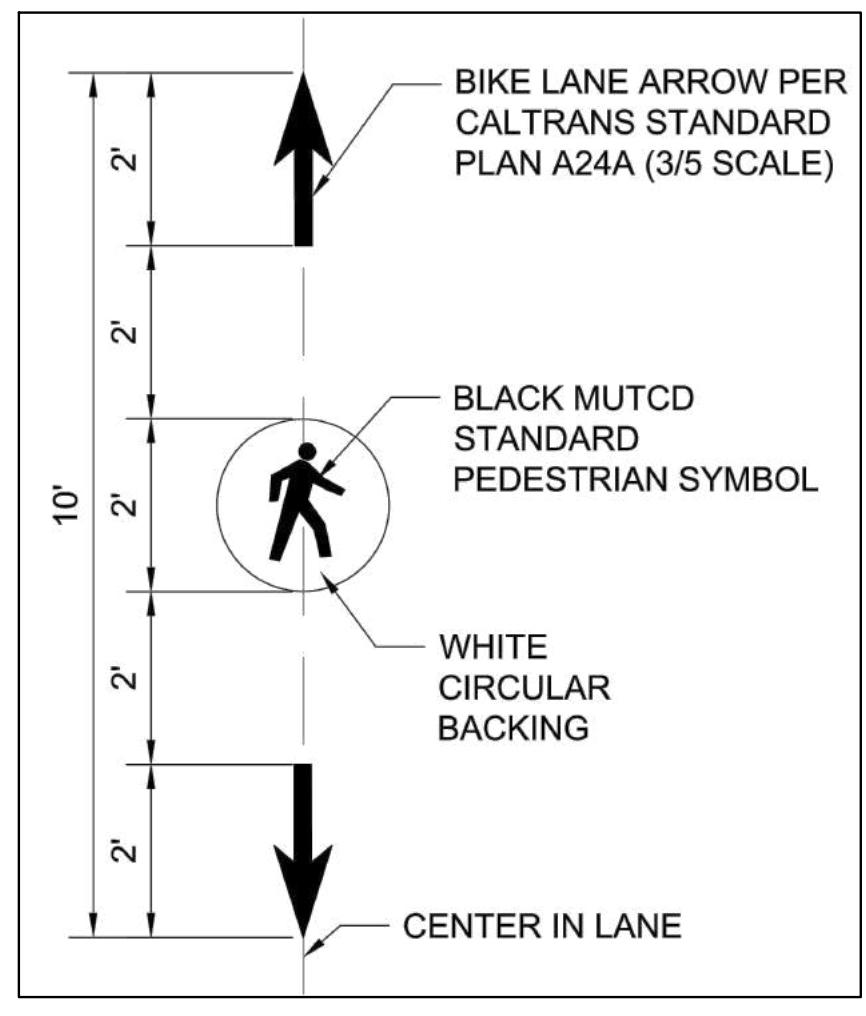 BIKE LANE ARROW PER
CALTRANS STANDARD
PLAN A24A (3/5 SCALE)
2'
2'
BLACK MUTCD
STANDARD
PEDESTRIAN SYMBOL
10'
2'
WHITE
CIRCULAR
BACKING
2'
2'
CENTER IN LANE